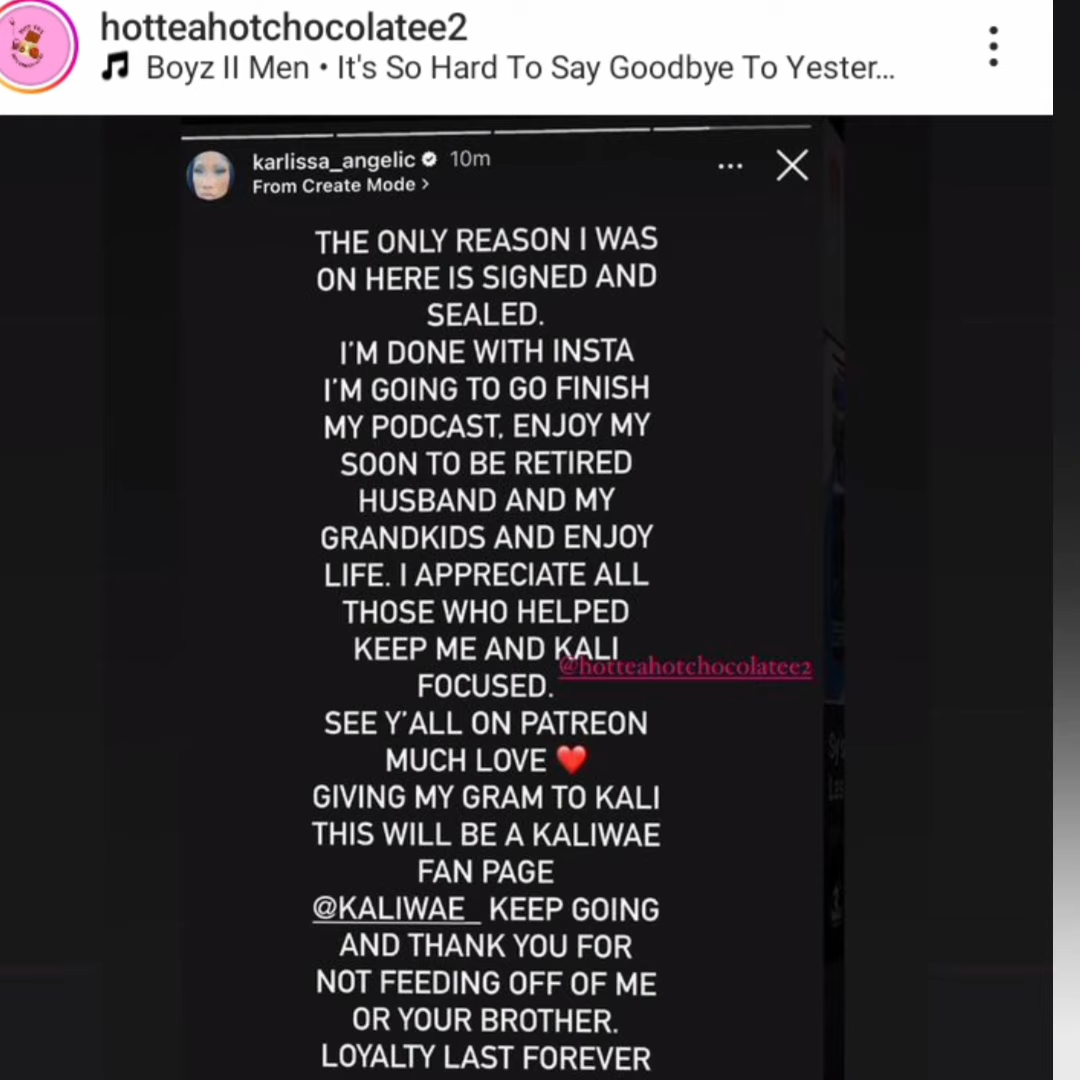 hotteahotchocolatee2
Boyz II Men • It's So Hard To Say Goodbye To Yester...
karlissa_angelic 10m
From Create Mode >
THE ONLY REASON I WAS
ON HERE IS SIGNED AND
SEALED.
I'M DONE WITH INSTA
I'M GOING TO GO FINISH
MY PODCAST, ENJOY MY
SOON TO BE RETIRED
HUSBAND AND MY
GRANDKIDS AND ENJOY
LIFE. I APPRECIATE ALL
THOSE WHO HELPED
KEEP ME AND KALI
@hotteahotchocolatee2
FOCUSED.
SEE Y'ALL ON PATREON
MUCH LOVE ❤️
GIVING MY GRAM TO KALI
THIS WILL BE A KALIWAE
FAN PAGE
@KALIWAE_ KEEP GOING
AND THANK YOU FOR
NOT FEEDING OFF OF ME
OR YOUR BROTHER.
LOYALTY LAST FOREVER